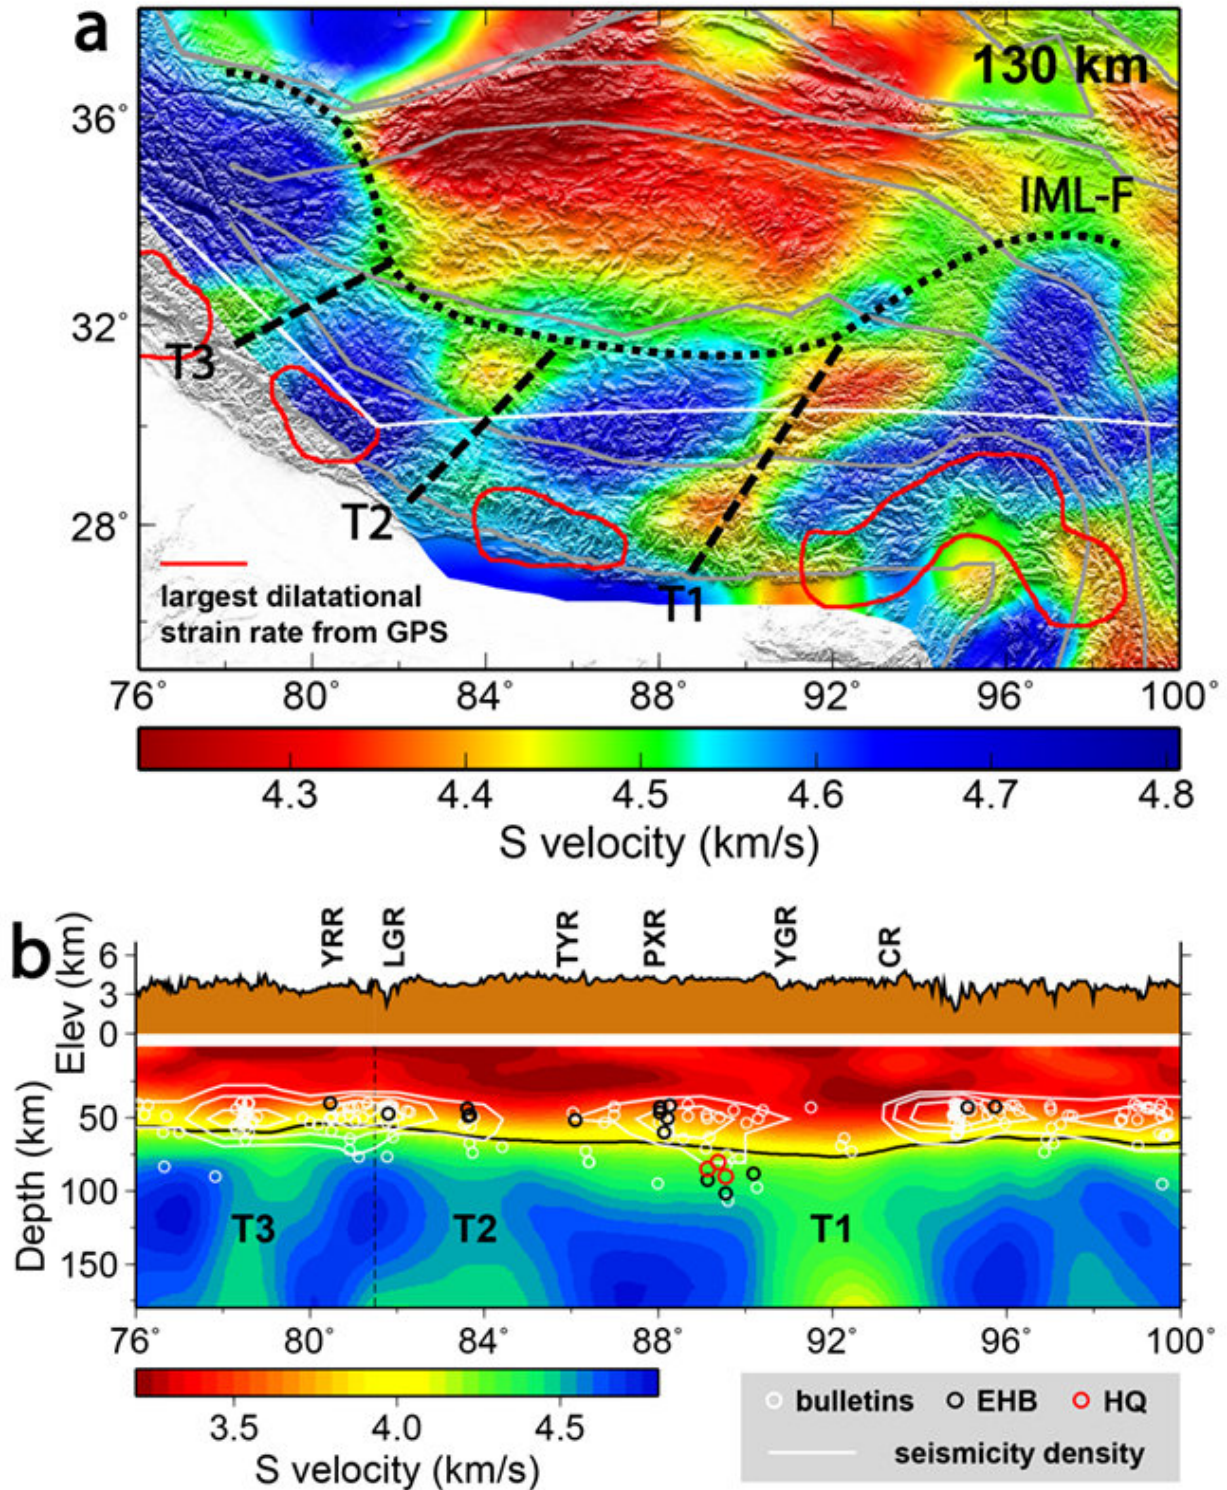 a
130 km
36°
IML-F
32°
T3
T2
28°
T1
largest dilatational
strain rate from GPS
76° 80° 84° 88° 92° 96° 100°
4.3 4.4 4.5 4.6 4.7 4.8
S velocity (km/s)
b
YRR LGR TYR PXR YGR CR
Elev (km)
6
3
0
Depth (km)
50
100
150
T3 T2 T1
76° 80° 84° 88° 92° 96° 100°
3.5 4.0 4.5
S velocity (km/s)
bulletins EHB HQ
seismicity density